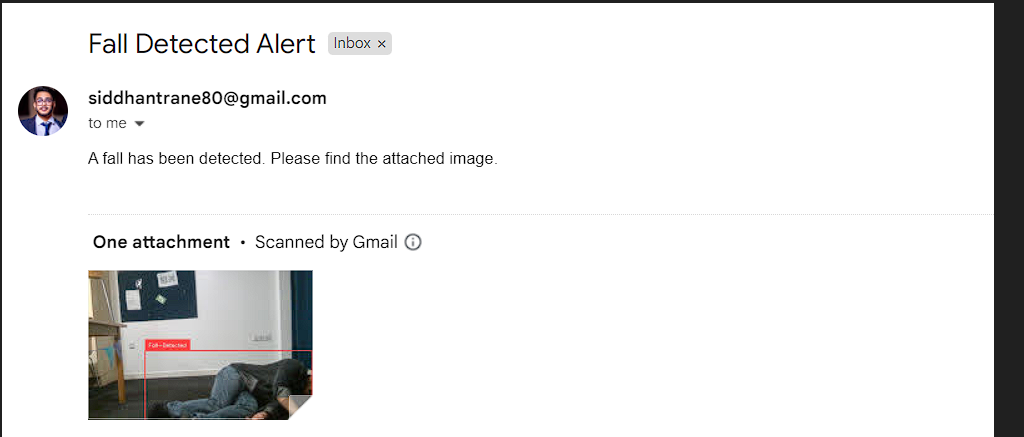 Fall Detected Alert Inbox ×
siddhantrane80@gmail.com
to me
A fall has been detected. Please find the attached image.
One attachment • Scanned by Gmail
Fall-Detected